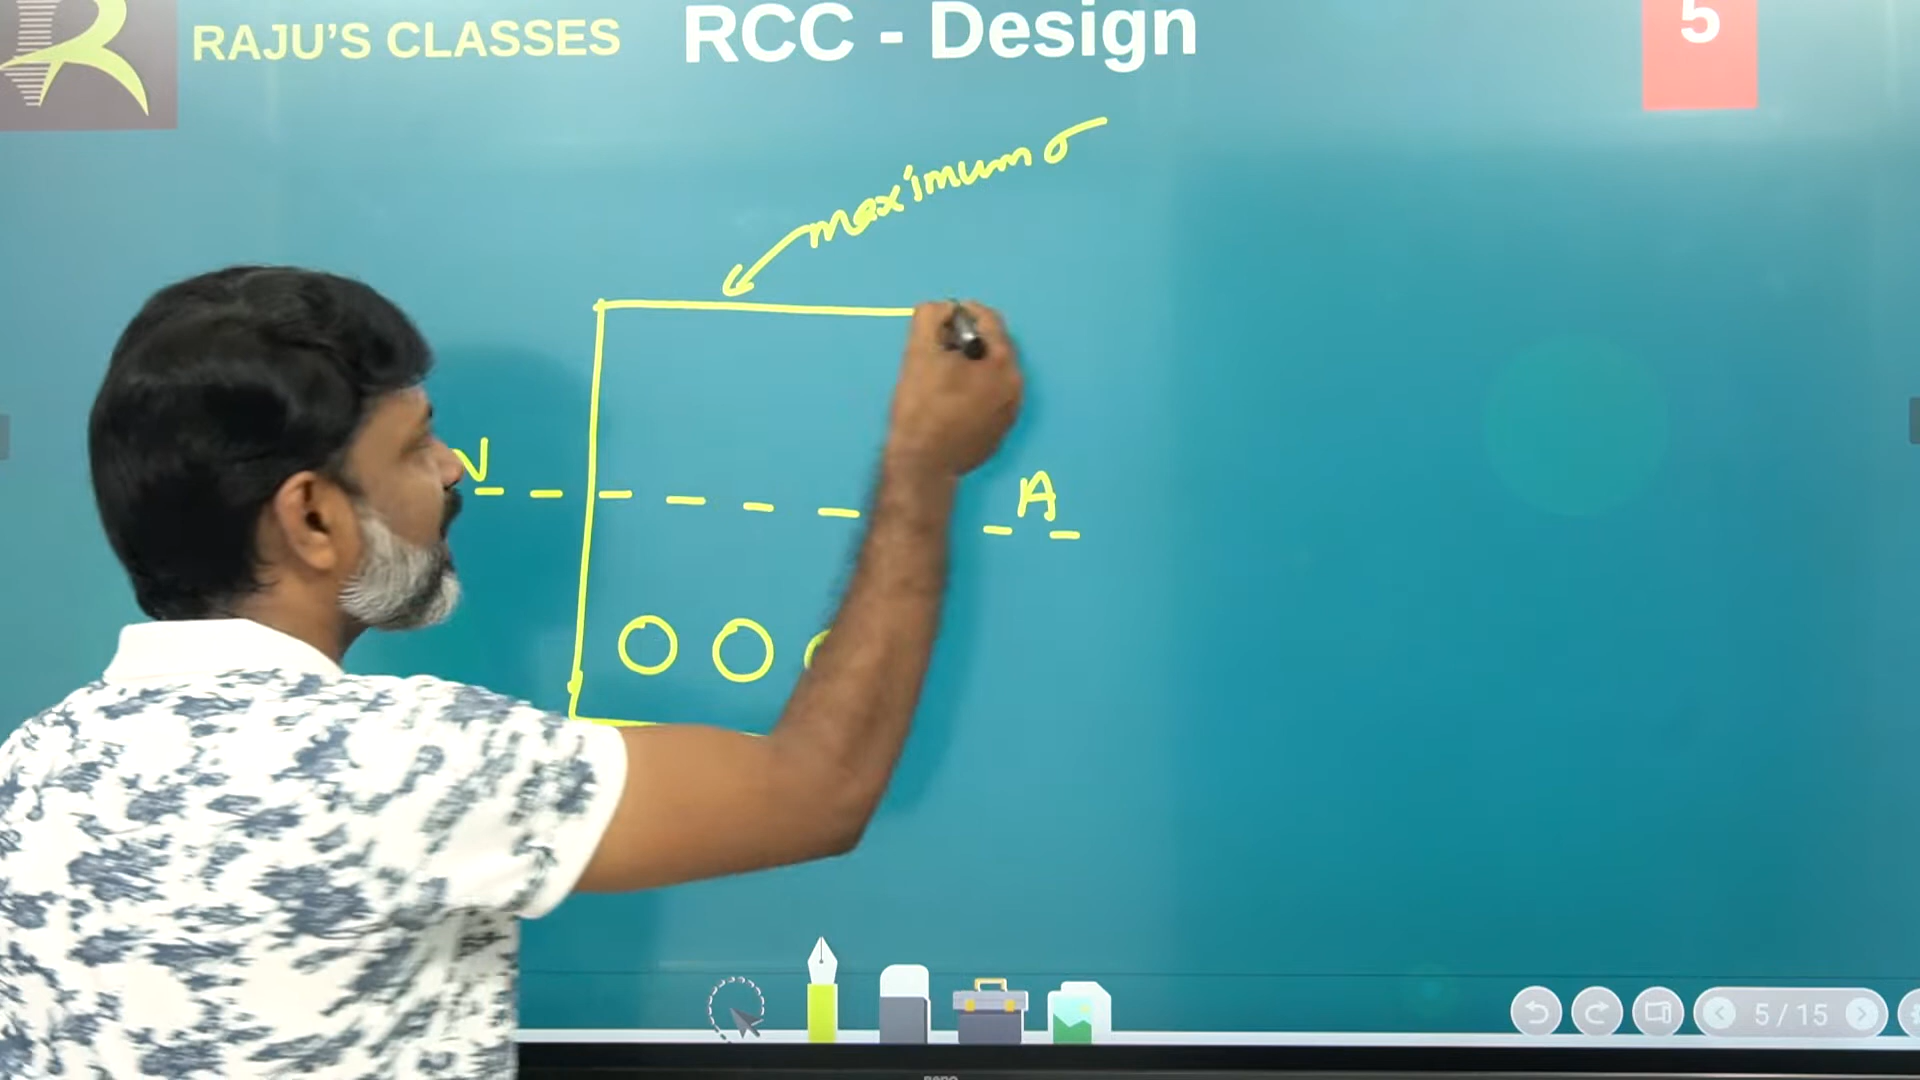 RAJU'S CLASSES
RCC - Design
5
maximum σ
N
A
5/15